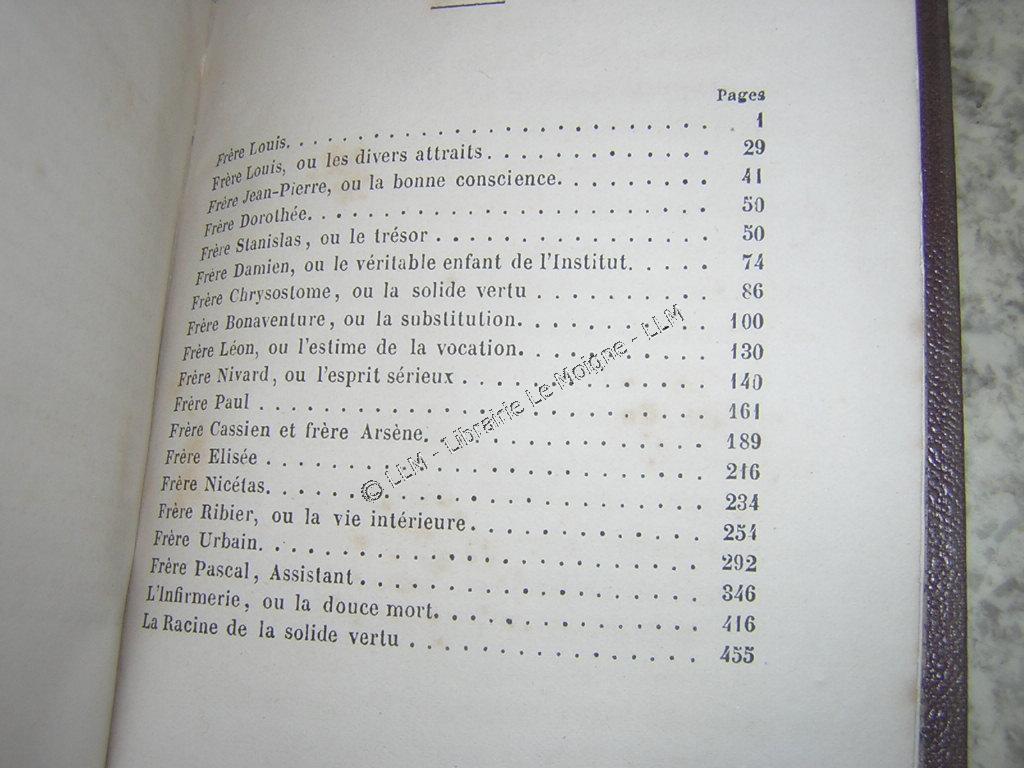 Pages
Frère Louis. . . . . . . . . . . . . . . . . . . . . . . 1
Frère Louis, ou les divers attraits. . . . . . . . . . . . . 29
Frère Jean-Pierre, ou la bonne conscience. . . . . . . . . 41
Frère Dorothée. . . . . . . . . . . . . . . . . . . . . . 50
Frère Stanislas, ou le trésor . . . . . . . . . . . . . . . 50
Frère Damien, ou le véritable enfant de l'Institut. . . . . 74
Frère Chrysostome, ou la solide vertu . . . . . . . . . . 86
Frère Bonaventure, ou la substitution. . . . . . . . . . . 100
Frère Léon, ou l'estime de la vocation. . . . . . . . . . . 130
Frère Nivard, ou l'esprit sérieux . . . . . . . . . . . . . 140
Frère Paul . . . . . . . . . . . . . . . . . . . . . . . . 161
Frère Cassien et frère Arsène. . . . . . . . . . . . . . . 189
Frère Elisée . . . . . . . . . . . . . . . . . . . . . . . 216
Frère Nicétas. . . . . . . . . . . . . . . . . . . . . . . 234
Frère Ribier, ou la vie intérieure. . . . . . . . . . . . . 254
Frère Urbain. . . . . . . . . . . . . . . . . . . . . . . 292
Frère Pascal, Assistant . . . . . . . . . . . . . . . . . . 346
L'Infirmerie, ou la douce mort. . . . . . . . . . . . . . . 416
La Racine de la solide vertu . . . . . . . . . . . . . . . 455
© LLM - Librairie Le Moigne - LLM